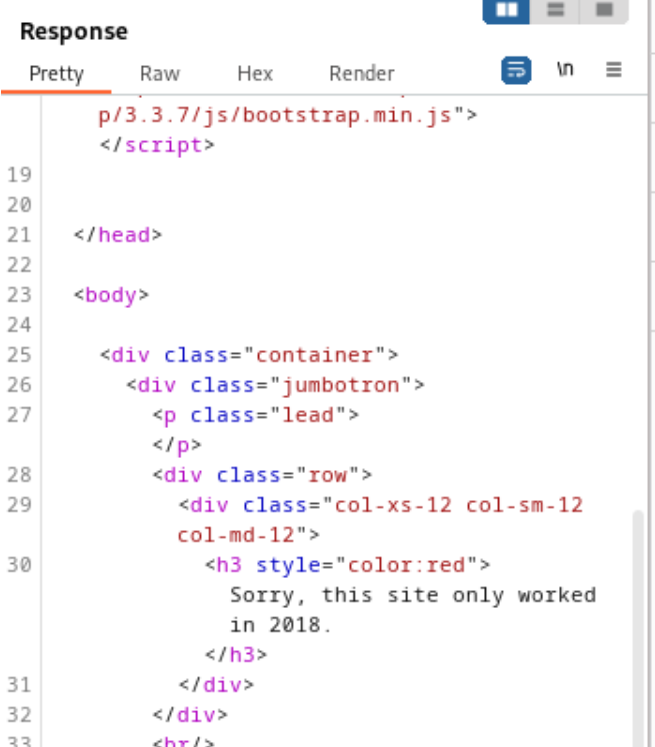 Response
Pretty Raw Hex Render \n
p/3.3.7/js/bootstrap.min.js">
</script>
19
20
21 </head>
22
23 <body>
24
25 <div class="container">
26 <div class="jumbotron">
27 <p class="lead">
</p>
28 <div class="row">
29 <div class="col-xs-12 col-sm-12
col-md-12">
30 <h3 style="color:red">
Sorry, this site only worked
in 2018.
</h3>
31 </div>
32 </div>
33 <br/>